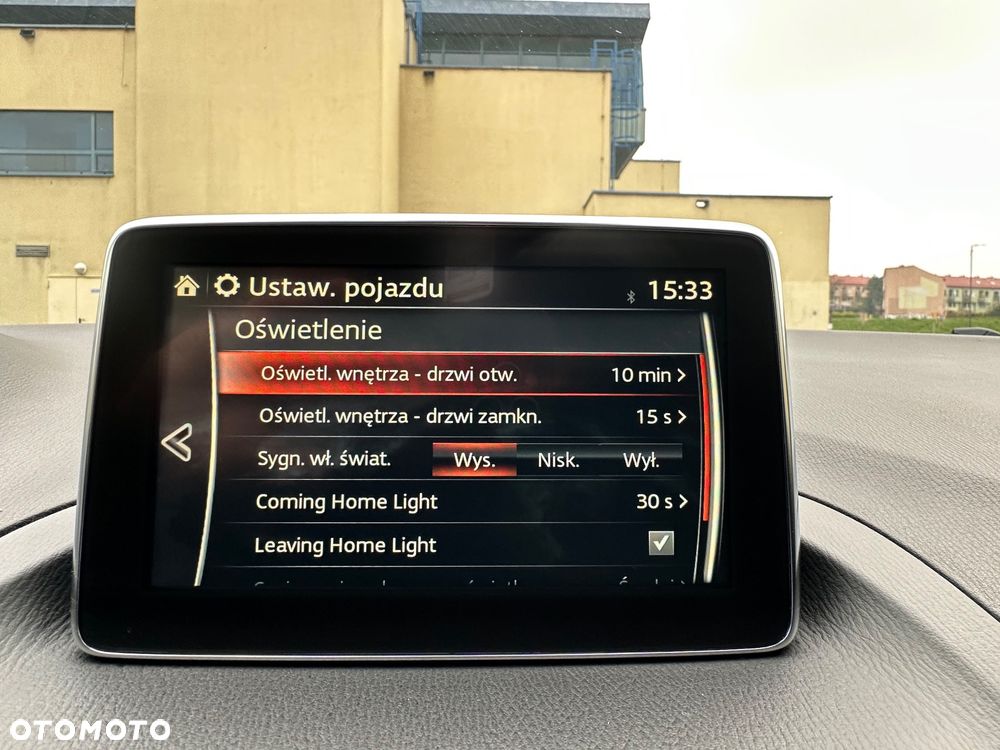 Ustaw. pojazdu 15:33
Oświetlenie
Oświetl. wnętrza - drzwi otw. 10 min
Oświetl. wnętrza - drzwi zamkn. 15 s
Sygn. wł. świat. Wys. Nisk. Wył.
Coming Home Light 30 s
Leaving Home Light
OTOMOTO